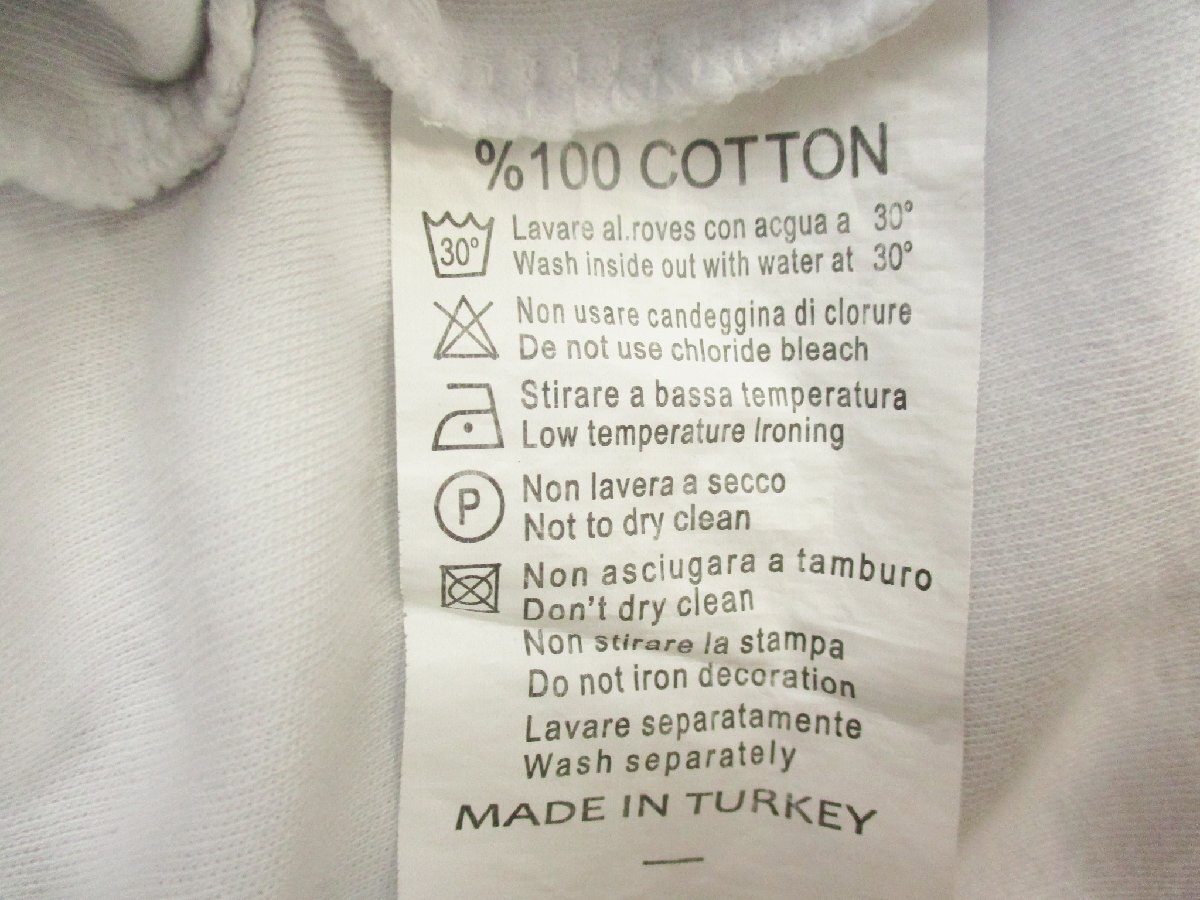 %100 COTTON
30° Lavare al.roves con acgua a 30°
Wash inside out with water at 30°
Non usare candeggina di clorure
De not use chloride bleach
Stirare a bassa temperatura
Low temperature Ironing
P Non lavera a secco
Not to dry clean
Non asciugara a tamburo
Don't dry clean
Non stirare la stampa
Do not iron decoration
Lavare separatamente
Wash separately
MADE IN TURKEY